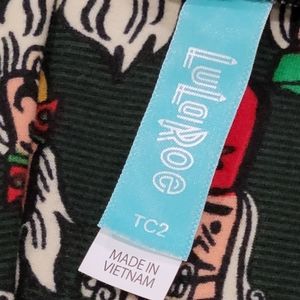 LuLaRoe
TC2
MADE IN
VIETNAM